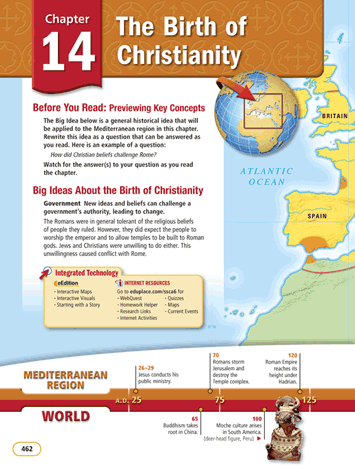 Chapter
14
The Birth of
Christianity
Before You Read: Previewing Key Concepts
The Big Idea below is a general historical idea that will
be applied to the Mediterranean region in this chapter.
Rewrite this idea as a question that can be answered as
you read. Here is an example of a question:
How did Christian beliefs challenge Rome?
Watch for the answer(s) to your question as you read
the chapter.
Big Ideas About the Birth of Christianity
Government New ideas and beliefs can challenge a
government's authority, leading to change.
The Romans were in general tolerant of the religious beliefs
of people they ruled. However, they did expect the people to
worship the emperor and to allow temples to be built to Roman
gods. Jews and Christians were unwilling to do either. This
unwillingness caused conflict with Rome.
Integrated Technology
eEdition
• Interactive Maps
• Interactive Visuals
• Starting with a Story
INTERNET RESOURCES
Go to eduplace.com/ssca6 for
• WebQuest
• Homework Helper
• Research Links
• Internet Activities
• Quizzes
• Maps
• Current Events
BRITAIN
ATLANTIC
OCEAN
SPAIN
MEDITERRANEAN
REGION
26–29
Jesus conducts his
public ministry.
70
Romans storm
Jerusalem and
destroy the
Temple complex.
120
Roman Empire
reaches its
height under
Hadrian.
A.D. 25
75
125
WORLD
65
Buddhism takes
root in China.
100
Moche culture arises
in South America.
(deer-head figure, Peru) ▶
462